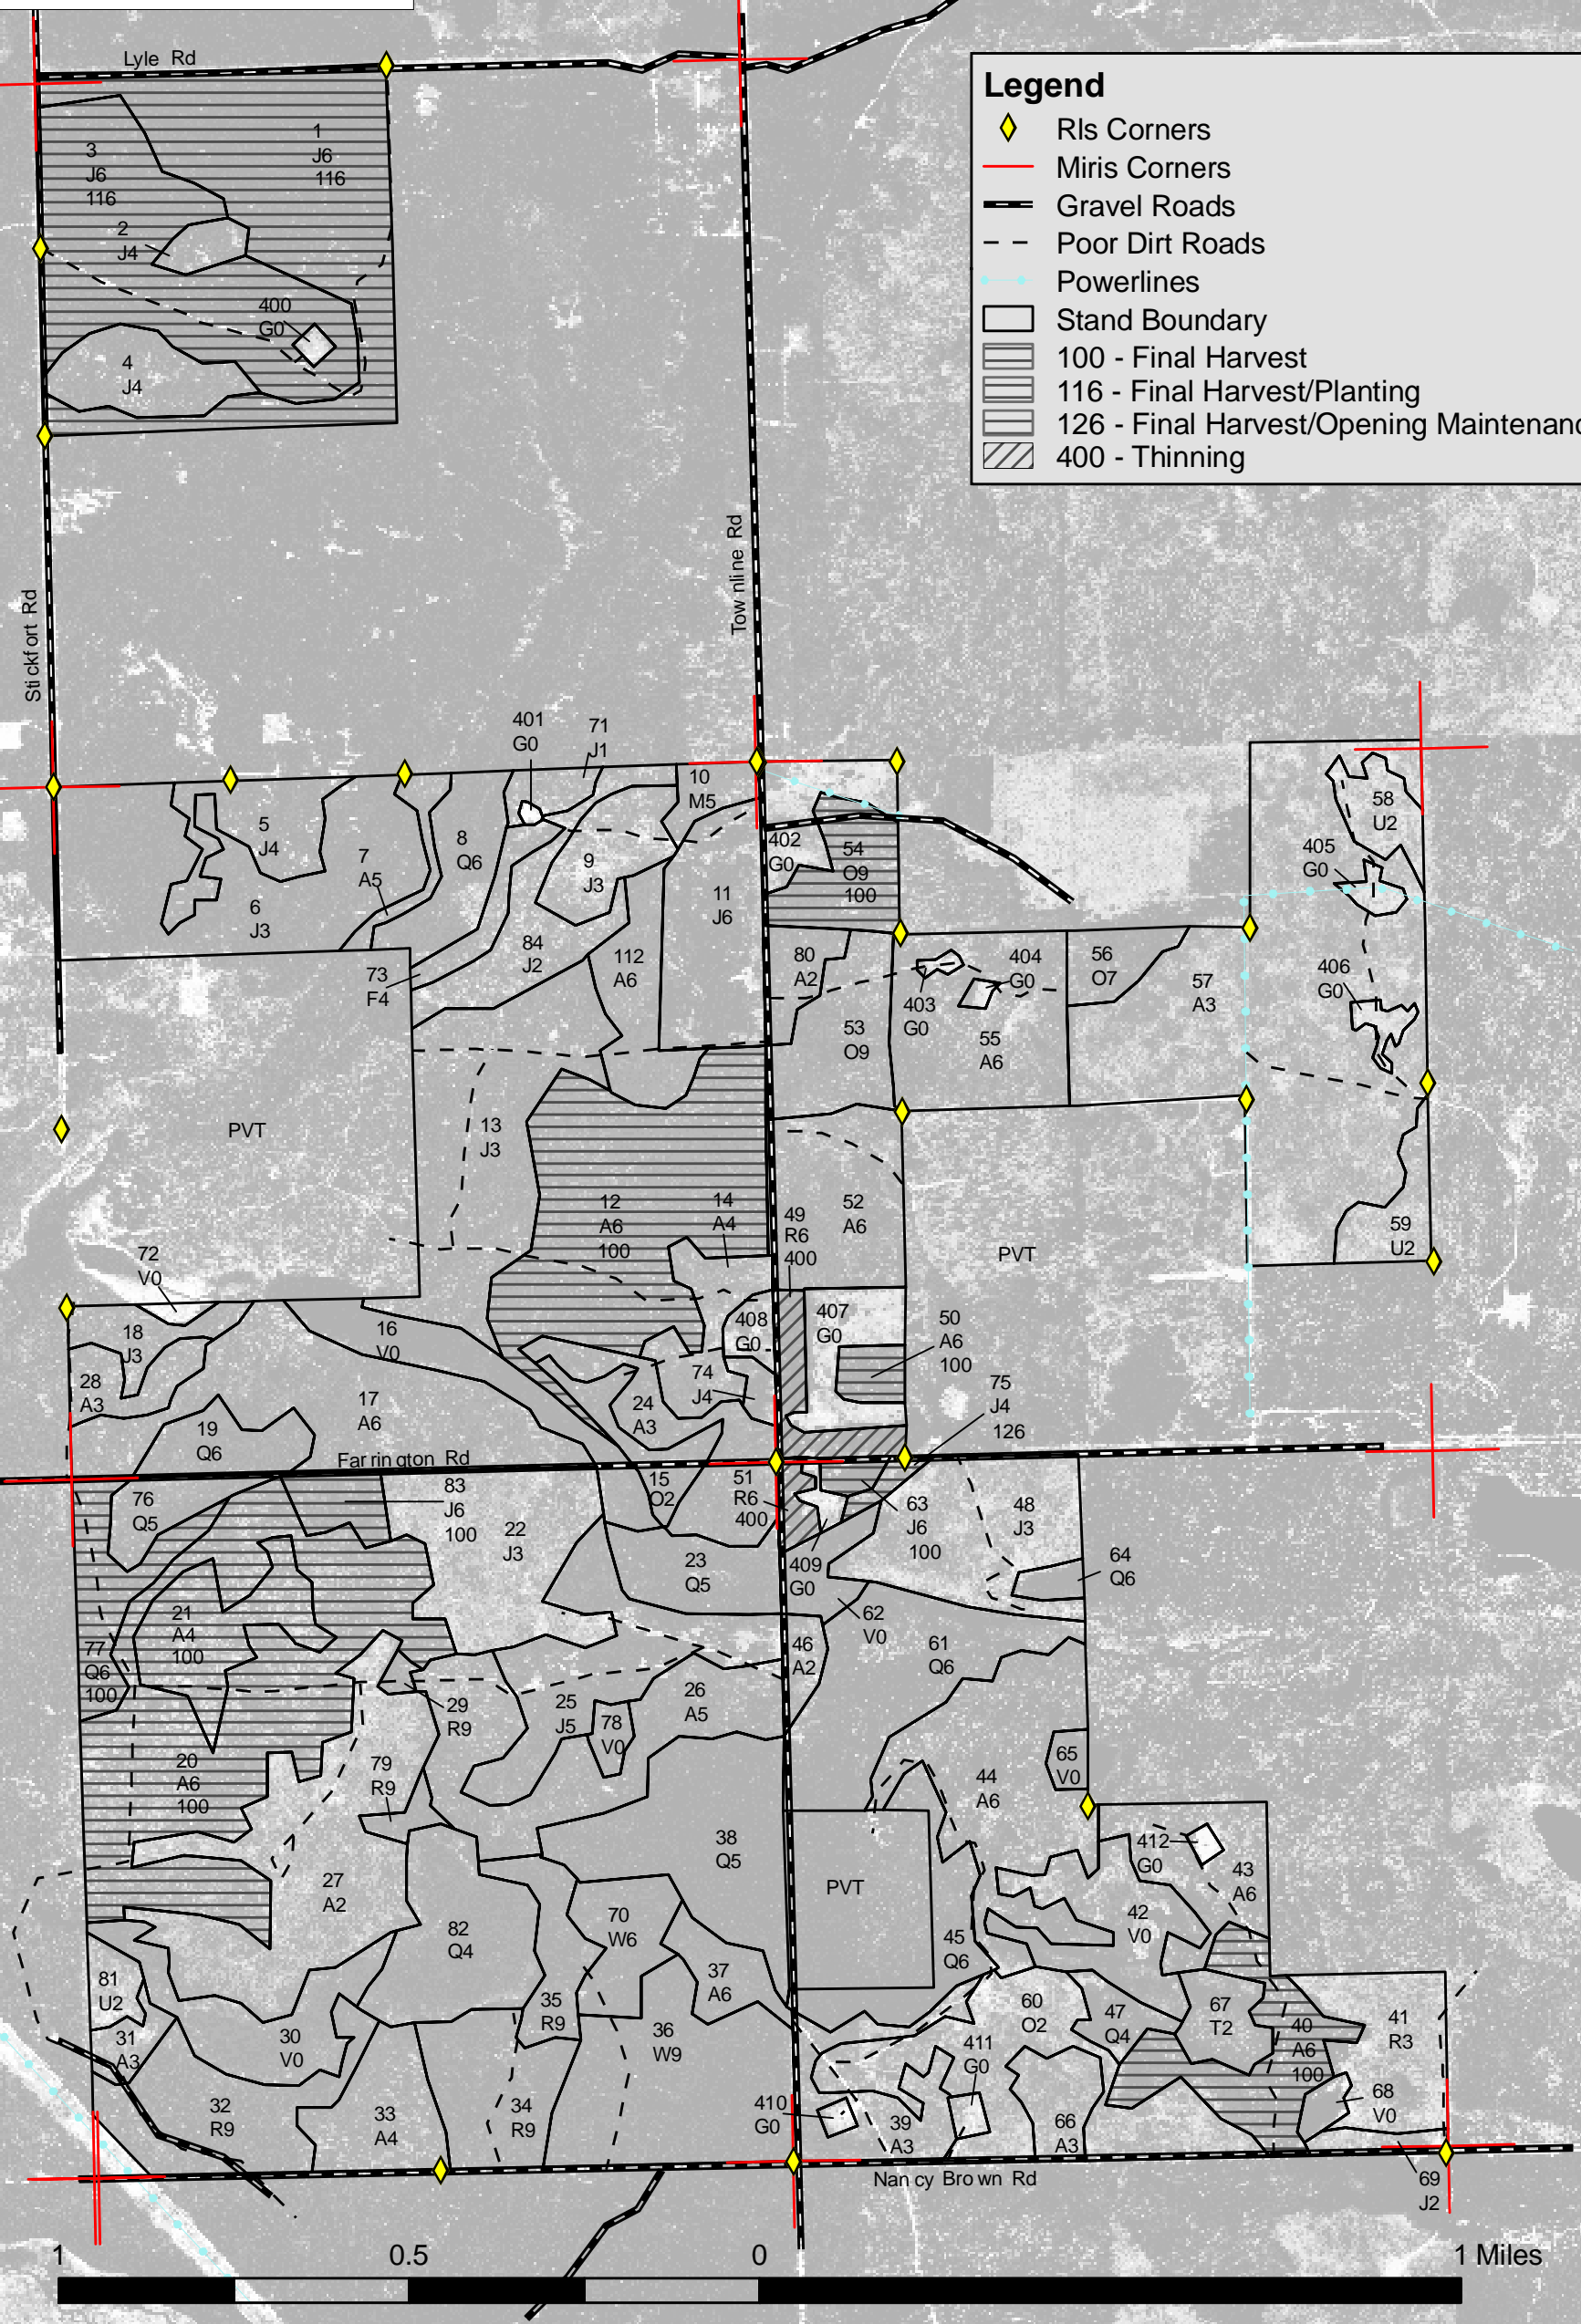 Lyle Rd
Legend
Rls Corners
Miris Corners
Gravel Roads
Poor Dirt Roads
Powerlines
Stand Boundary
100 - Final Harvest
116 - Final Harvest/Planting
126 - Final Harvest/Opening Maintenanc
400 - Thinning
1
J6
116
3
J6
116
2
J4
400
G0
4
J4
Stickfort Rd
Townline Rd
401
G0
71
J1
10
M5
5
J4
7
A5
8
Q6
9
J3
6
J3
11
J6
84
J2
112
A6
73
F4
402
G0
54
O9
100
58
U2
405
G0
80
A2
404
G0
403
G0
56
O7
57
A3
406
G0
53
O9
55
A6
PVT
13
J3
12
A6
100
14
A4
49
R6
400
52
A6
PVT
59
U2
72
V0
18
J3
16
V0
408
G0
407
G0
50
A6
100
28
A3
17
A6
74
J4
75
J4
126
24
A3
19
Q6
Farrington Rd
83
J6
100
76
Q5
15
O2
51
R6
400
22
J3
63
J6
100
48
J3
23
Q5
409
G0
64
Q6
21
A4
100
62
V0
77
Q6
100
46
A2
61
Q6
29
R9
25
J5
78
V0
26
A5
20
A6
100
79
R9
65
V0
44
A6
38
Q5
412
G0
43
A6
27
A2
PVT
82
Q4
70
W6
42
V0
45
Q6
81
U2
37
A6
35
R9
60
O2
47
Q4
67
T2
41
R3
31
A3
30
V0
36
W9
411
G0
40
A6
100
32
R9
33
A4
34
R9
410
G0
39
A3
66
A3
68
V0
Nancy Brown Rd
69
J2
1 0.5 0 1 Miles